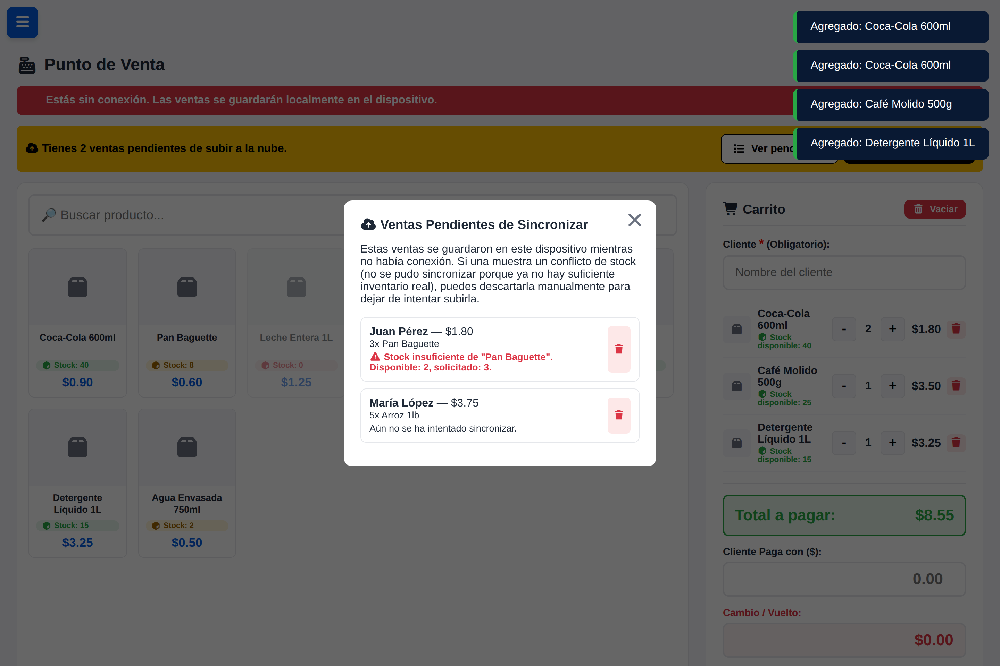 Agregado: Coca-Cola 600ml
Agregado: Coca-Cola 600ml
Agregado: Café Molido 500g
Agregado: Detergente Líquido 1L
Punto de Venta
Estás sin conexión. Las ventas se guardarán localmente en el dispositivo.
Tienes 2 ventas pendientes de subir a la nube.
Ver pend
Buscar producto...
Coca-Cola 600ml
Stock: 40
$0.90
Pan Baguette
Stock: 8
$0.60
Leche Entera 1L
Stock: 0
$1.25
Detergente
Líquido 1L
Stock: 15
$3.25
Agua Envasada
750ml
Stock: 2
$0.50
Ventas Pendientes de Sincronizar
Estas ventas se guardaron en este dispositivo mientras
no había conexión. Si una muestra un conflicto de stock
(no se pudo sincronizar porque ya no hay suficiente
inventario real), puedes descartarla manualmente para
dejar de intentar subirla.
Juan Pérez — $1.80
3x Pan Baguette
Stock insuficiente de "Pan Baguette".
Disponible: 2, solicitado: 3.
María López — $3.75
5x Arroz 1lb
Aún no se ha intentado sincronizar.
Carrito
Vaciar
Cliente * (Obligatorio):
Nombre del cliente
Coca-Cola
600ml
Stock
disponible: 40
- 2 + $1.80
Café Molido
500g
Stock
disponible: 25
- 1 + $3.50
Detergente
Líquido 1L
Stock
disponible: 15
- 1 + $3.25
Total a pagar: $8.55
Cliente Paga con ($):
0.00
Cambio / Vuelto:
$0.00